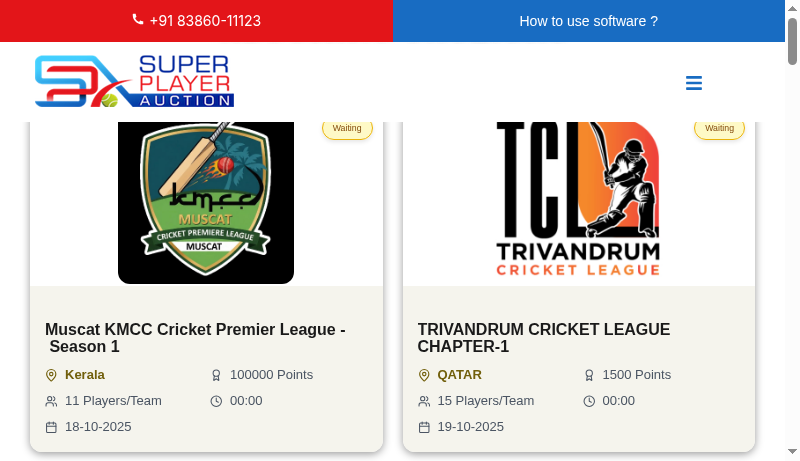 +91 83860-11123
How to use software ?
SUPER
PLAYER
AUCTION
Waiting
Waiting
kmcc
MUSCAT
CRICKET PREMIERE LEAGUE
MUSCAT
TCL
TRIVANDRUM
CRICKET LEAGUE
Muscat KMCC Cricket Premier League -
Season 1
Kerala
100000 Points
11 Players/Team
00:00
18-10-2025
TRIVANDRUM CRICKET LEAGUE
CHAPTER-1
QATAR
1500 Points
15 Players/Team
00:00
19-10-2025